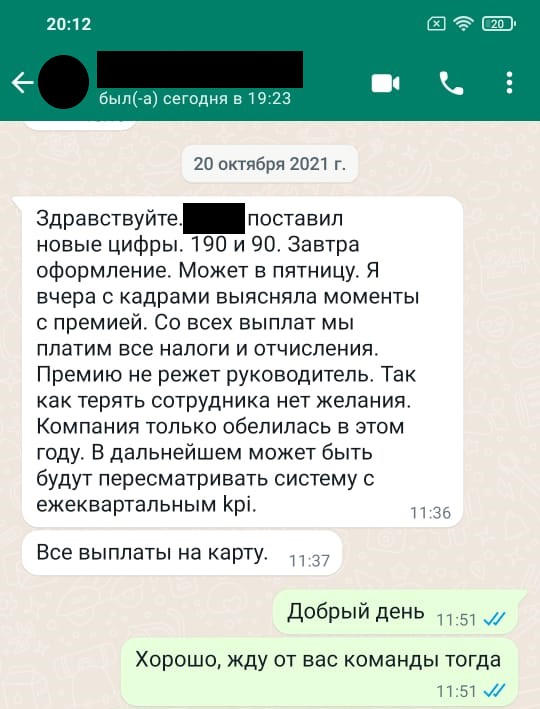 20:12
20
был(-а) сегодня в 19:23
20 октября 2021 г.
Здравствуйте. поставил
новые цифры. 190 и 90. Завтра
оформление. Может в пятницу. Я
вчера с кадрами выясняла моменты
с премией. Со всех выплат мы
платим все налоги и отчисления.
Премию не режет руководитель. Так
как терять сотрудника нет желания.
Компания только обелилась в этом
году. В дальнейшем может быть
будут пересматривать систему с
ежеквартальным kpi.
11:36
Все выплаты на карту.
11:37
Добрый день
11:51
Хорошо, жду от вас команды тогда
11:51